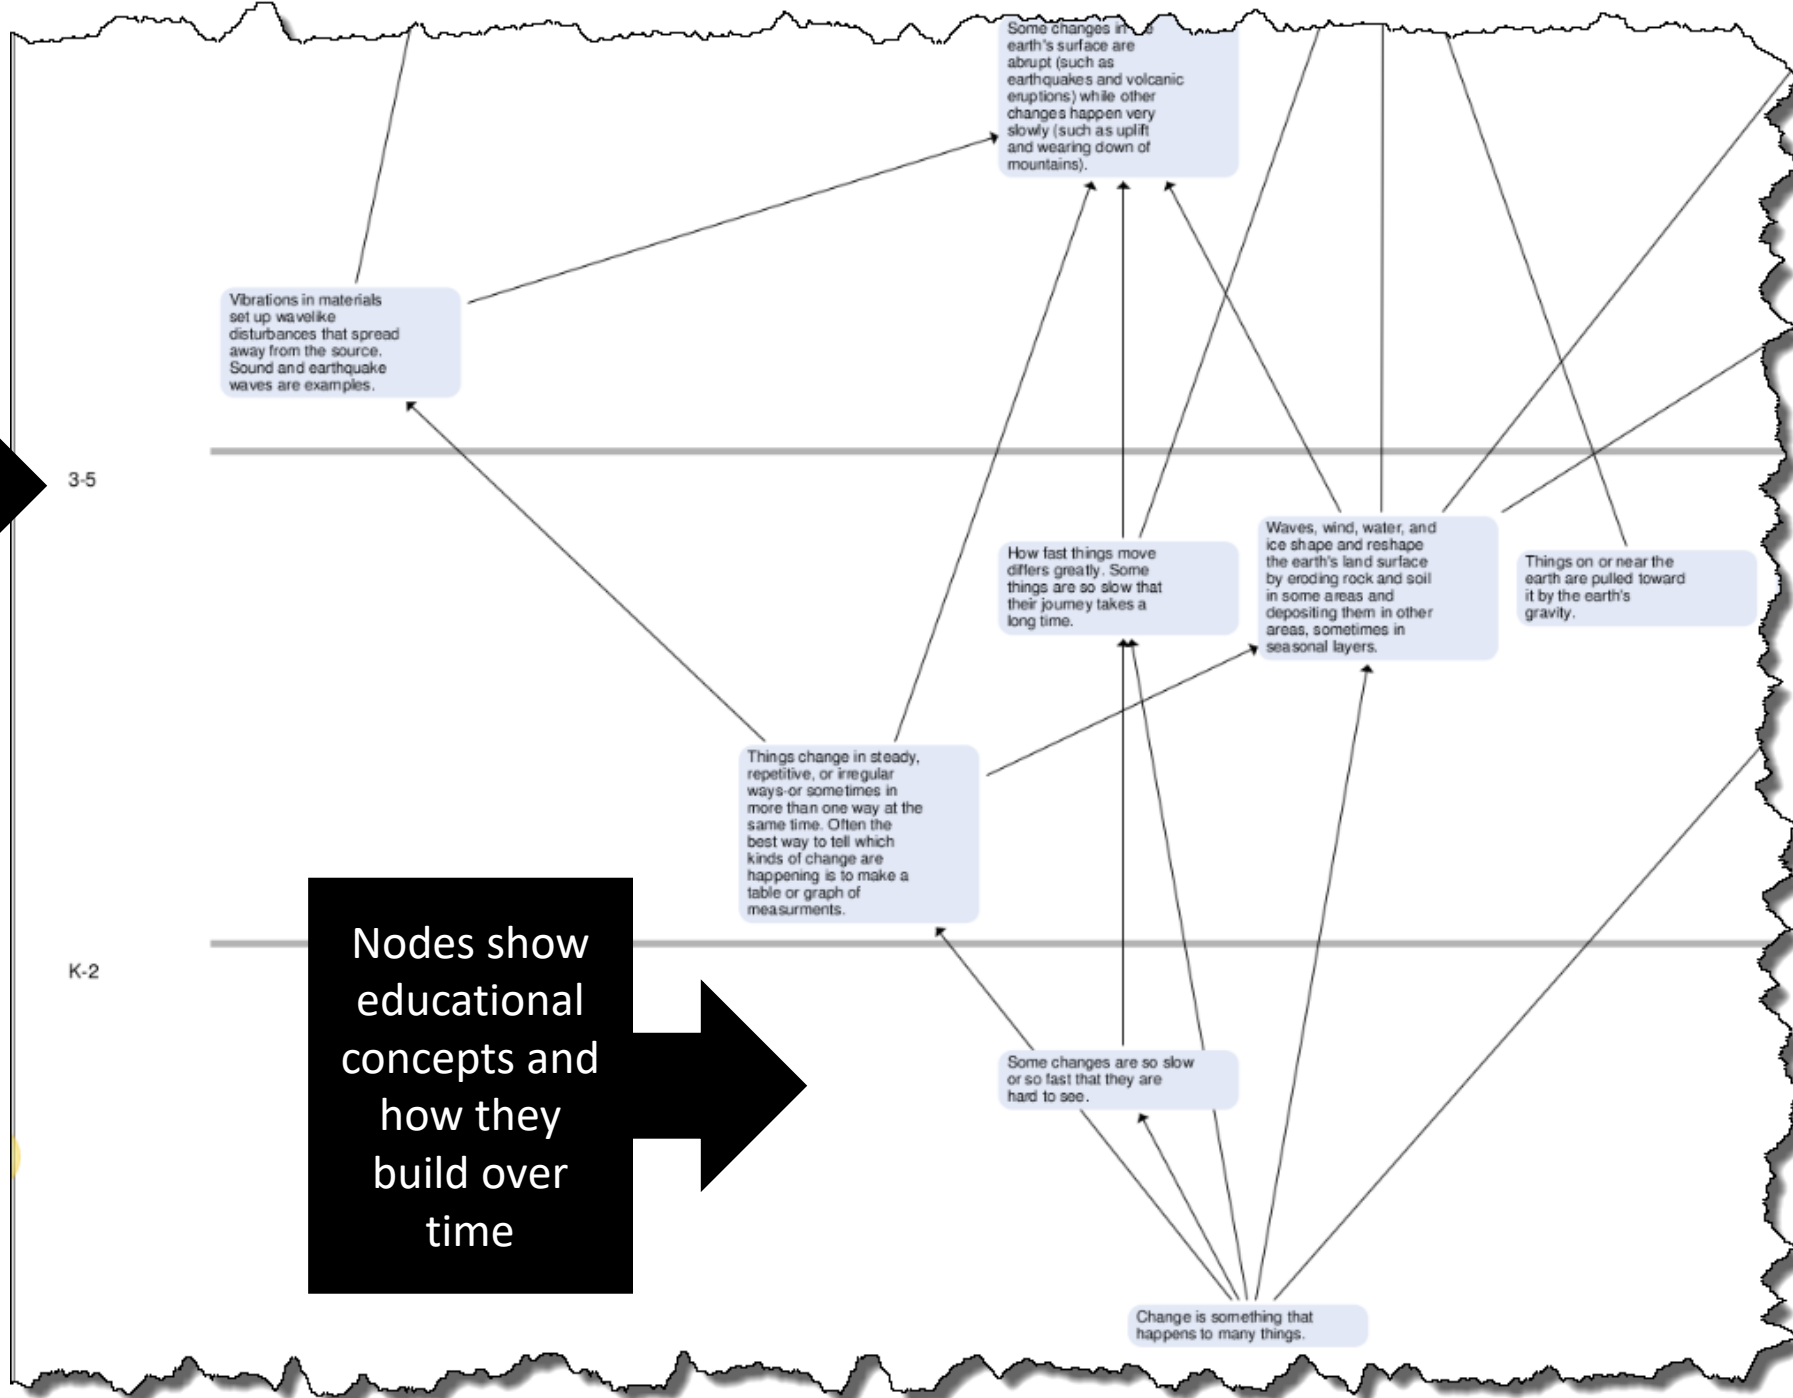 Some changes in
earth's surface are
abrupt (such as
earthquakes and volcanic
eruptions) while other
changes happen very
slowly (such as uplift
and wearing down of
mountains).
Vibrations in materials
set up wavelike
disturbances that spread
away from the source.
Sound and earthquake
waves are examples.
3-5
How fast things move
differs greatly. Some
things are so slow that
their journey takes a
long time.
Waves, wind, water, and
ice shape and reshape
the earth's land surface
by eroding rock and soil
in some areas and
depositing them in other
areas, sometimes in
seasonal layers.
Things on or near the
earth are pulled toward
it by the earth's
gravity.
Things change in steady,
repetitive, or irregular
ways-or sometimes in
more than one way at the
same time. Often the
best way to tell which
kinds of change are
happening is to make a
table or graph of
measurments.
K-2
Nodes show
educational
concepts and
how they
build over
time
Some changes are so slow
or so fast that they are
hard to see.
Change is something that
happens to many things.